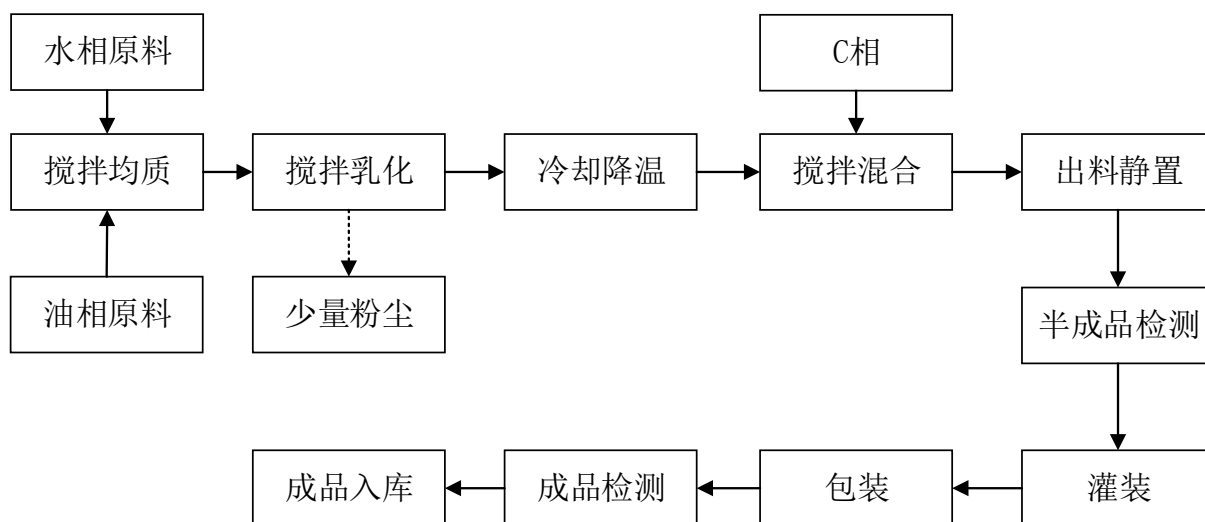 水相原料
C相
搅拌均质
搅拌乳化
冷却降温
搅拌混合
出料静置
油相原料
少量粉尘
半成品检测
成品入库
成品检测
包装
灌装